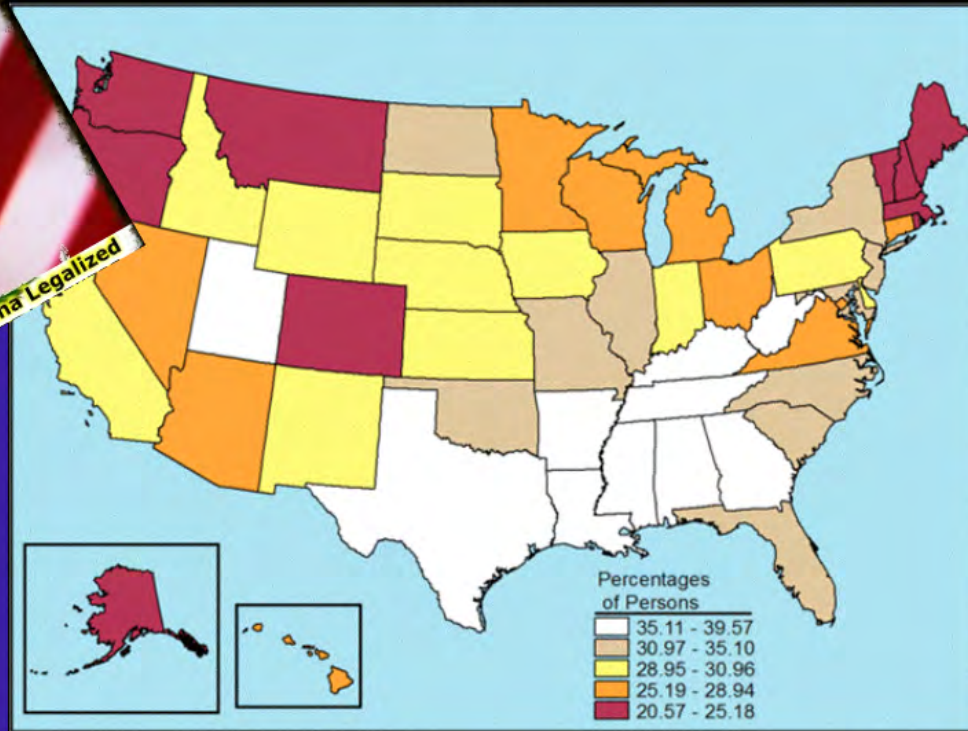 na Legalized
Percentages
of Persons
35.11 - 39.57
30.97 - 35.10
28.95 - 30.96
25.19 - 28.94
20.57 - 25.18